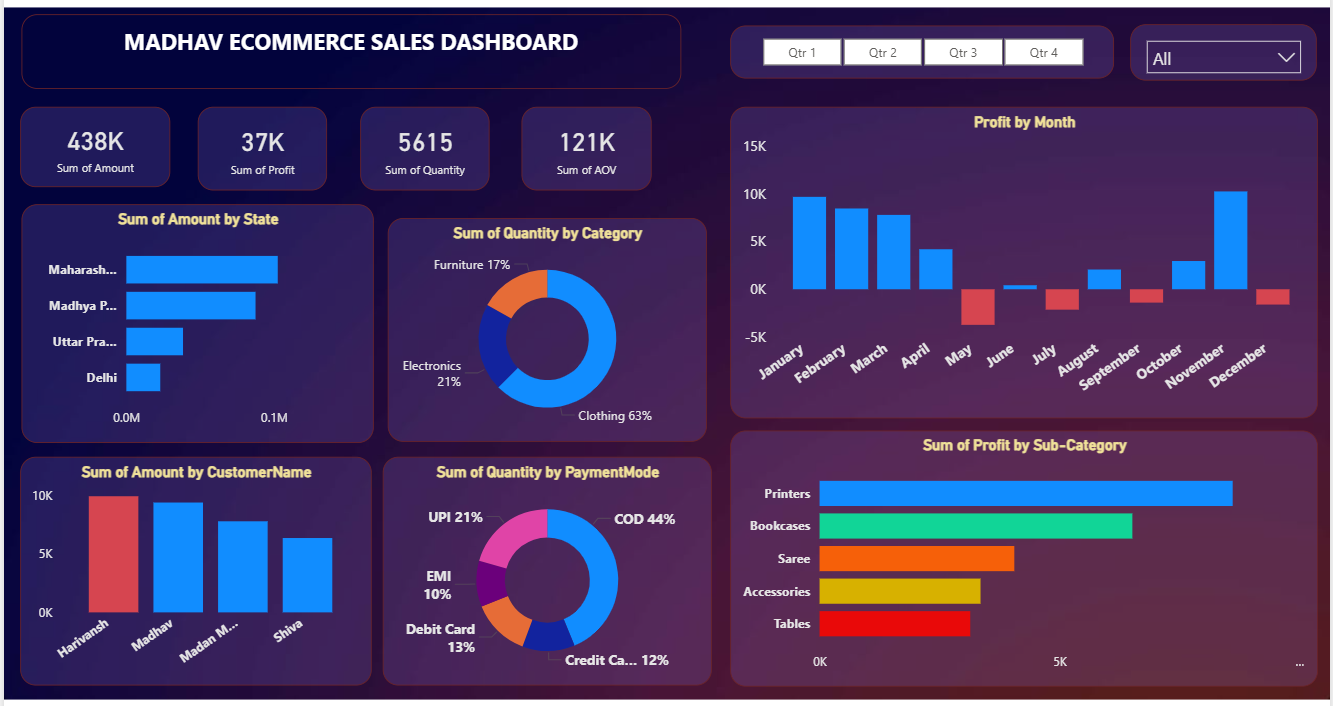 MADHAV ECOMMERCE SALES DASHBOARD
Qtr 1
Qtr 2
Qtr 3
Qtr 4
All
438K
Sum of Amount
37K
Sum of Profit
5615
Sum of Quantity
121K
Sum of AOV
Profit by Month
15K
10K
5K
0K
-5K
January
February
March
April
May
June
July
August
September
October
November
December
Sum of Amount by State
Maharash...
Madhya P...
Uttar Pra...
Delhi
0.0M
0.1M
Sum of Quantity by Category
Furniture 17%
Electronics
21%
Clothing 63%
Sum of Amount by CustomerName
10K
5K
0K
Harivansh
Madhav
Madan M...
Shiva
Sum of Quantity by PaymentMode
UPI 21%
COD 44%
EMI
10%
Debit Card
13%
Credit Ca... 12%
Sum of Profit by Sub-Category
Printers
Bookcases
Saree
Accessories
Tables
0K
5K
...